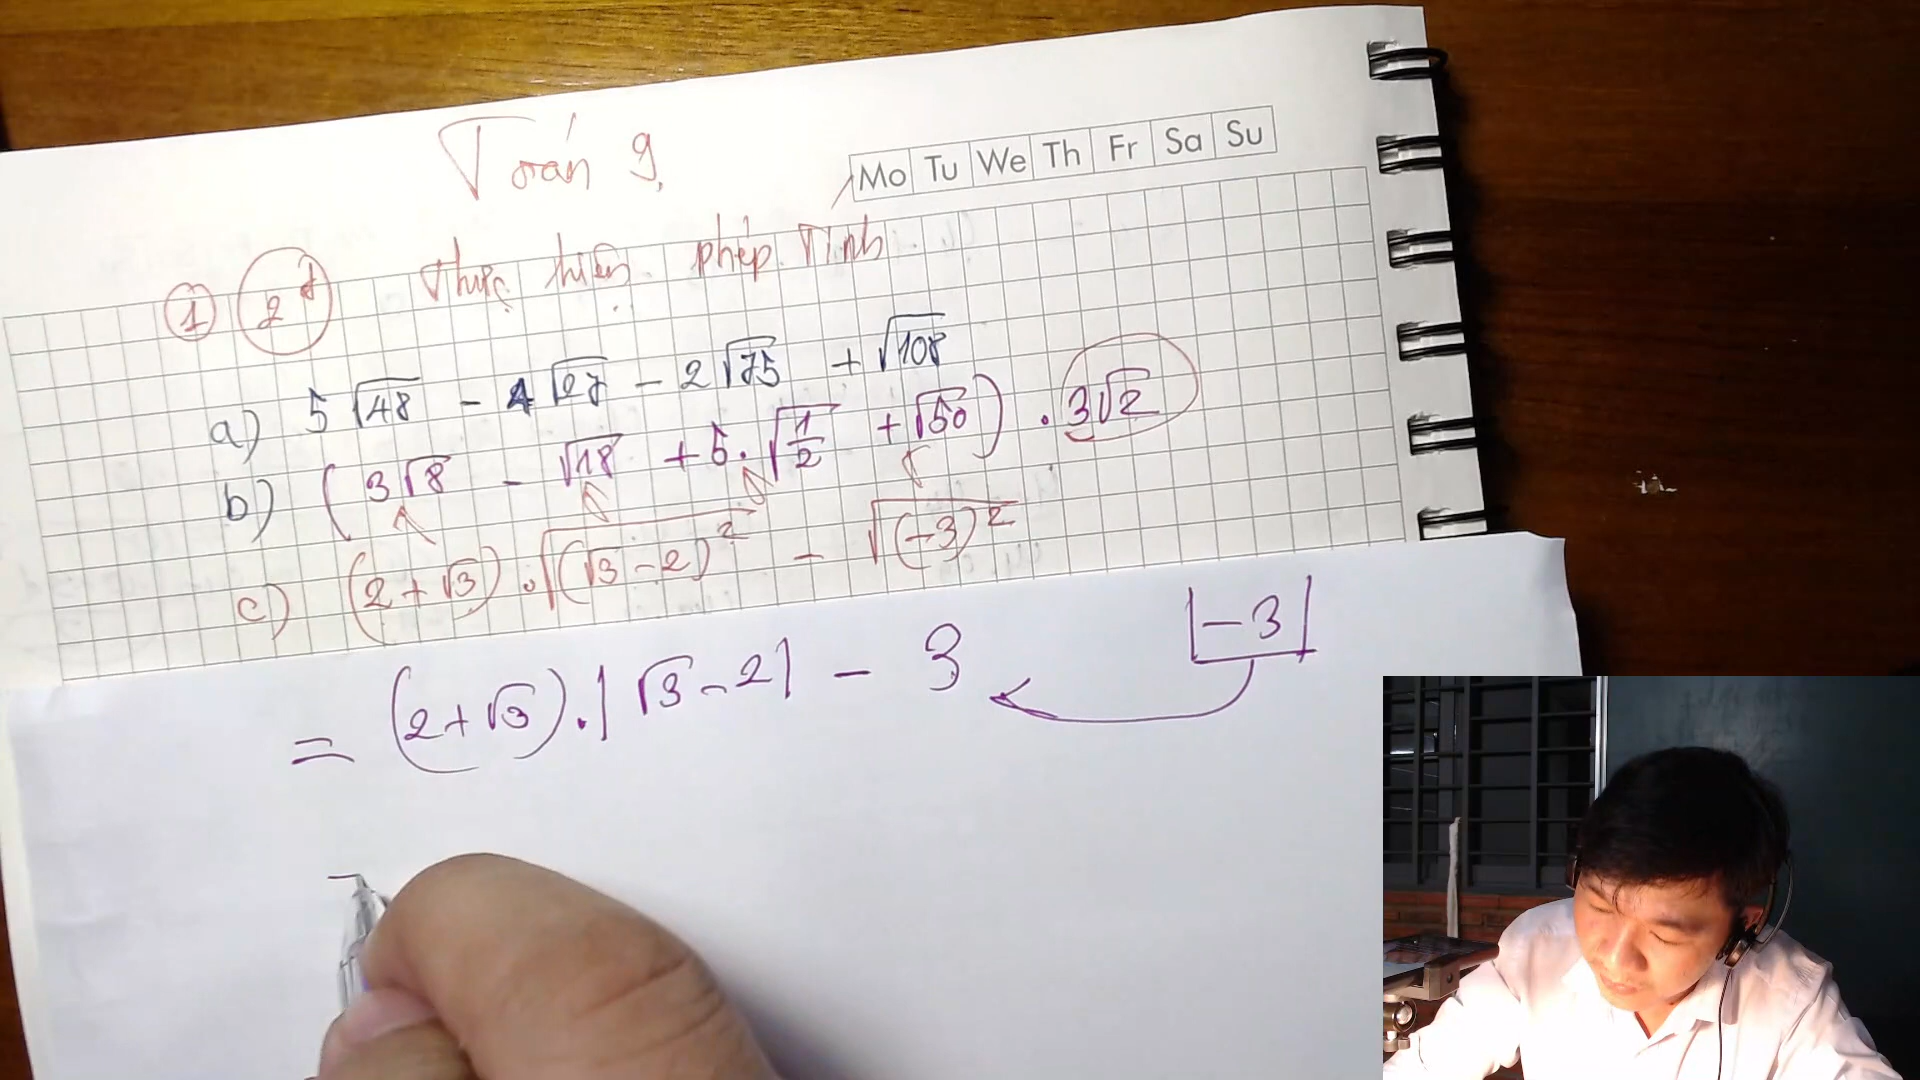 Toán 9
Mo Tu We Th Fr Sa Su
① 2đ Thực hiện phép tính
a) 5√48 - 4√27 - 2√75 + √108
b) (3√8 - √18 + 5.√(1/2) + √50) . 3√2
c) (2+√3).√(√3-2)² - √(-3)²
|-3|
= (2+√3).|√3-2| - 3